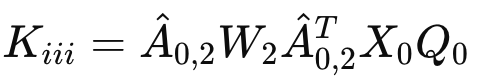 $K_{iii} = \hat{A}_{0,2} W_2 \hat{A}_{0,2}^T X_0 Q_0$